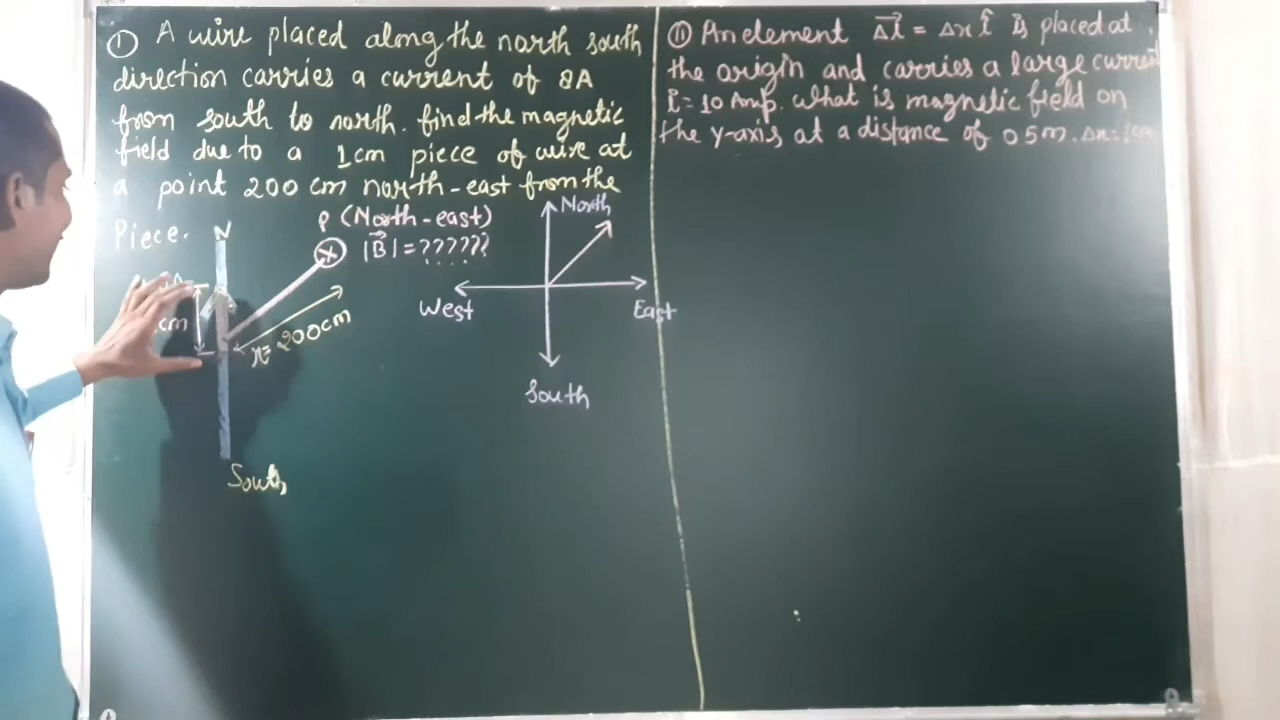 ① A wire placed along the north south
direction carries a current of 8A
from south to north. find the magnetic
field due to a 1cm piece of wire at
a point 200 cm north-east from the
Piece.
N
P (North-east)
|B⃗| = ??????
cm
r = 200cm
South
North
West
East
South
② An element Δl⃗ = Δx î is placed at
the origin and carries a large current
i = 10 Amp. What is magnetic field on
the y-axis at a distance of 0.5m. Δx = 1cm